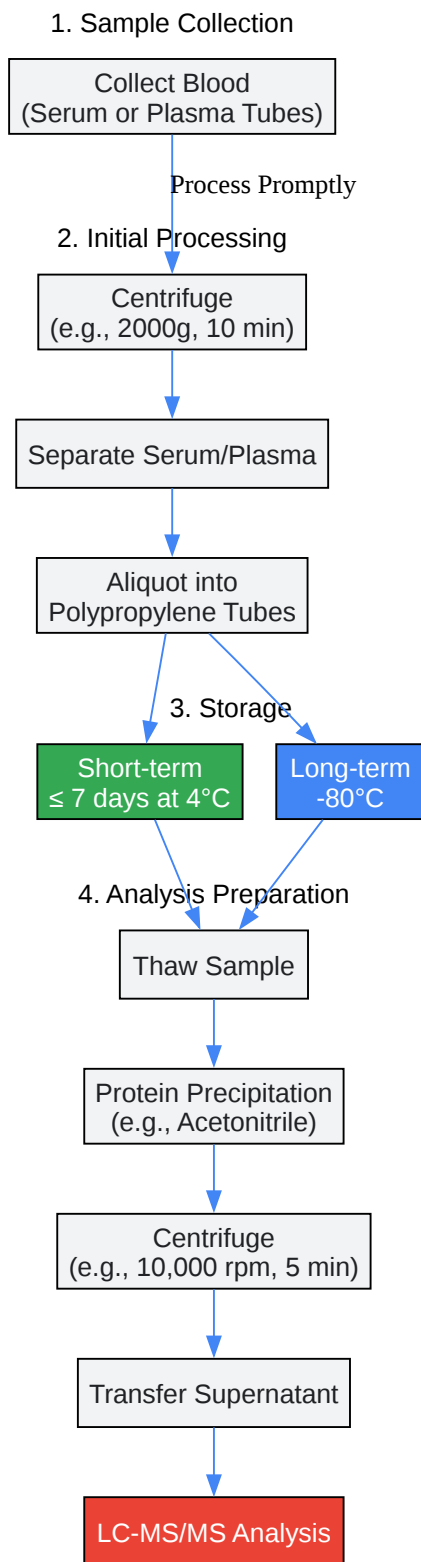 1. Sample Collection
Collect Blood
(Serum or Plasma Tubes)
Process Promptly
2. Initial Processing
Centrifuge
(e.g., 2000g, 10 min)
Separate Serum/Plasma
Aliquot into
Polypropylene Tubes
3. Storage
Short-term
≤ 7 days at 4°C
Long-term
-80°C
4. Analysis Preparation
Thaw Sample
Protein Precipitation
(e.g., Acetonitrile)
Centrifuge
(e.g., 10,000 rpm, 5 min)
Transfer Supernatant
LC-MS/MS Analysis